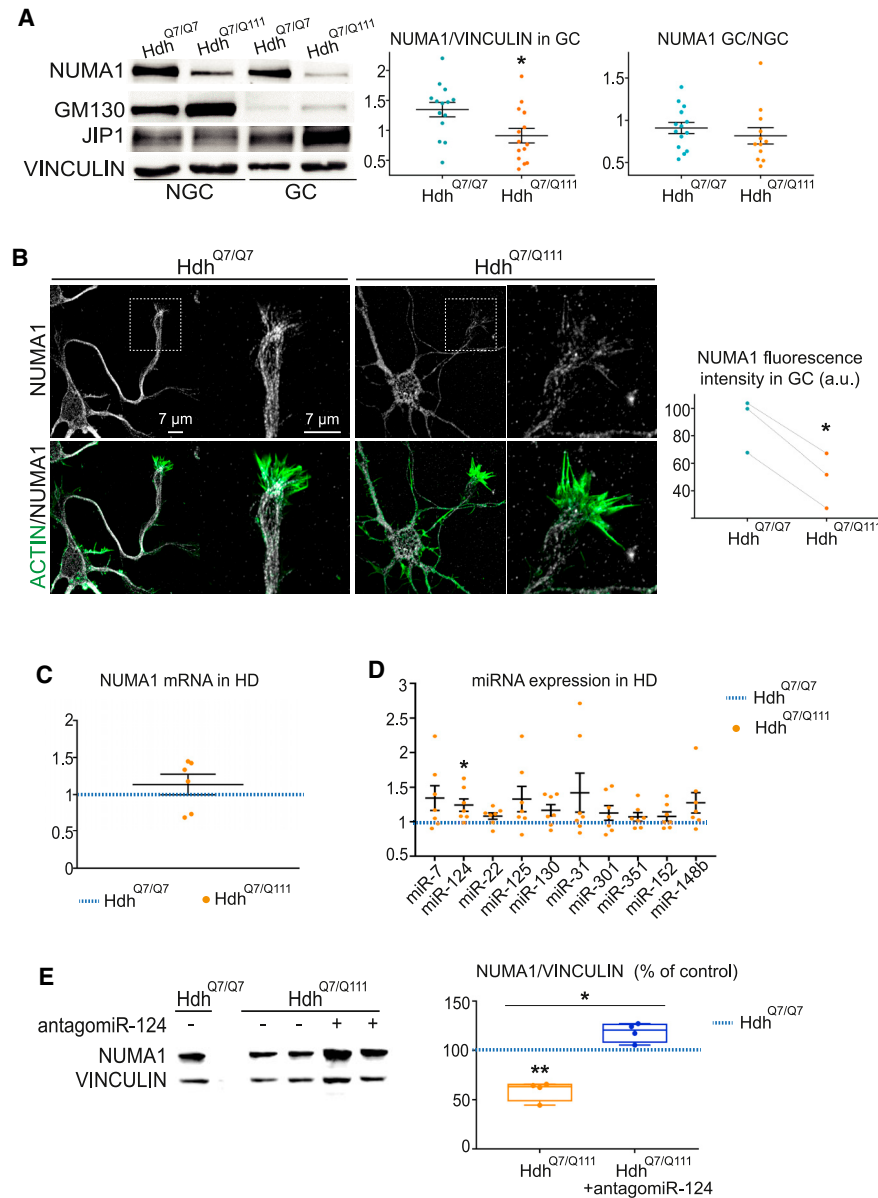 A
Hdh Q7/Q7 Hdh Q7/Q111 Hdh Q7/Q7 Hdh Q7/Q111
NUMA1
GM130
JIP1
VINCULIN
NGC GC
NUMA1/VINCULIN in GC
2
1.5
1
0.5
*
Hdh Q7/Q7 Hdh Q7/Q111
NUMA1 GC/NGC
1.5
1
0.5
Hdh Q7/Q7 Hdh Q7/Q111
B
Hdh Q7/Q7 Hdh Q7/Q111
NUMA1
7 µm 7 µm
ACTIN/NUMA1
NUMA1 fluorescence
intensity in GC (a.u.)
100
80
60
40
*
Hdh Q7/Q7 Hdh Q7/Q111
C
NUMA1 mRNA in HD
2
1.5
1
0.5
0
Hdh Q7/Q7 Hdh Q7/Q111
D
miRNA expression in HD
3
2.5
2
1.5
1
0.5
*
miR-7 miR-124 miR-22 miR-125 miR-130 miR-31 miR-301 miR-351 miR-152 miR-148b
Hdh Q7/Q7
Hdh Q7/Q111
E
Hdh Q7/Q7 Hdh Q7/Q111
antagomiR-124 - - - + +
NUMA1
VINCULIN
NUMA1/VINCULIN (% of control)
150
100
50
0
*
**
Hdh Q7/Q7
Hdh Q7/Q111 Hdh Q7/Q111
+antagomiR-124